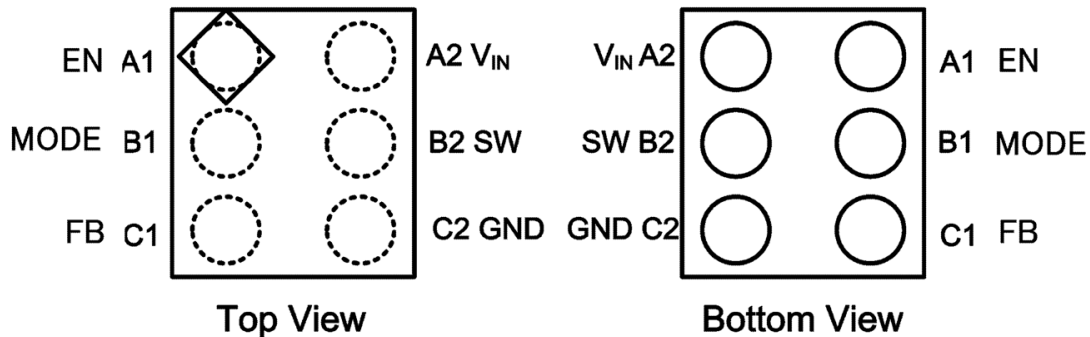 EN A1 A2 VIN VIN A2 A1 EN
MODE B1 B2 SW SW B2 B1 MODE
FB C1 C2 GND GND C2 C1 FB
Top View Bottom View